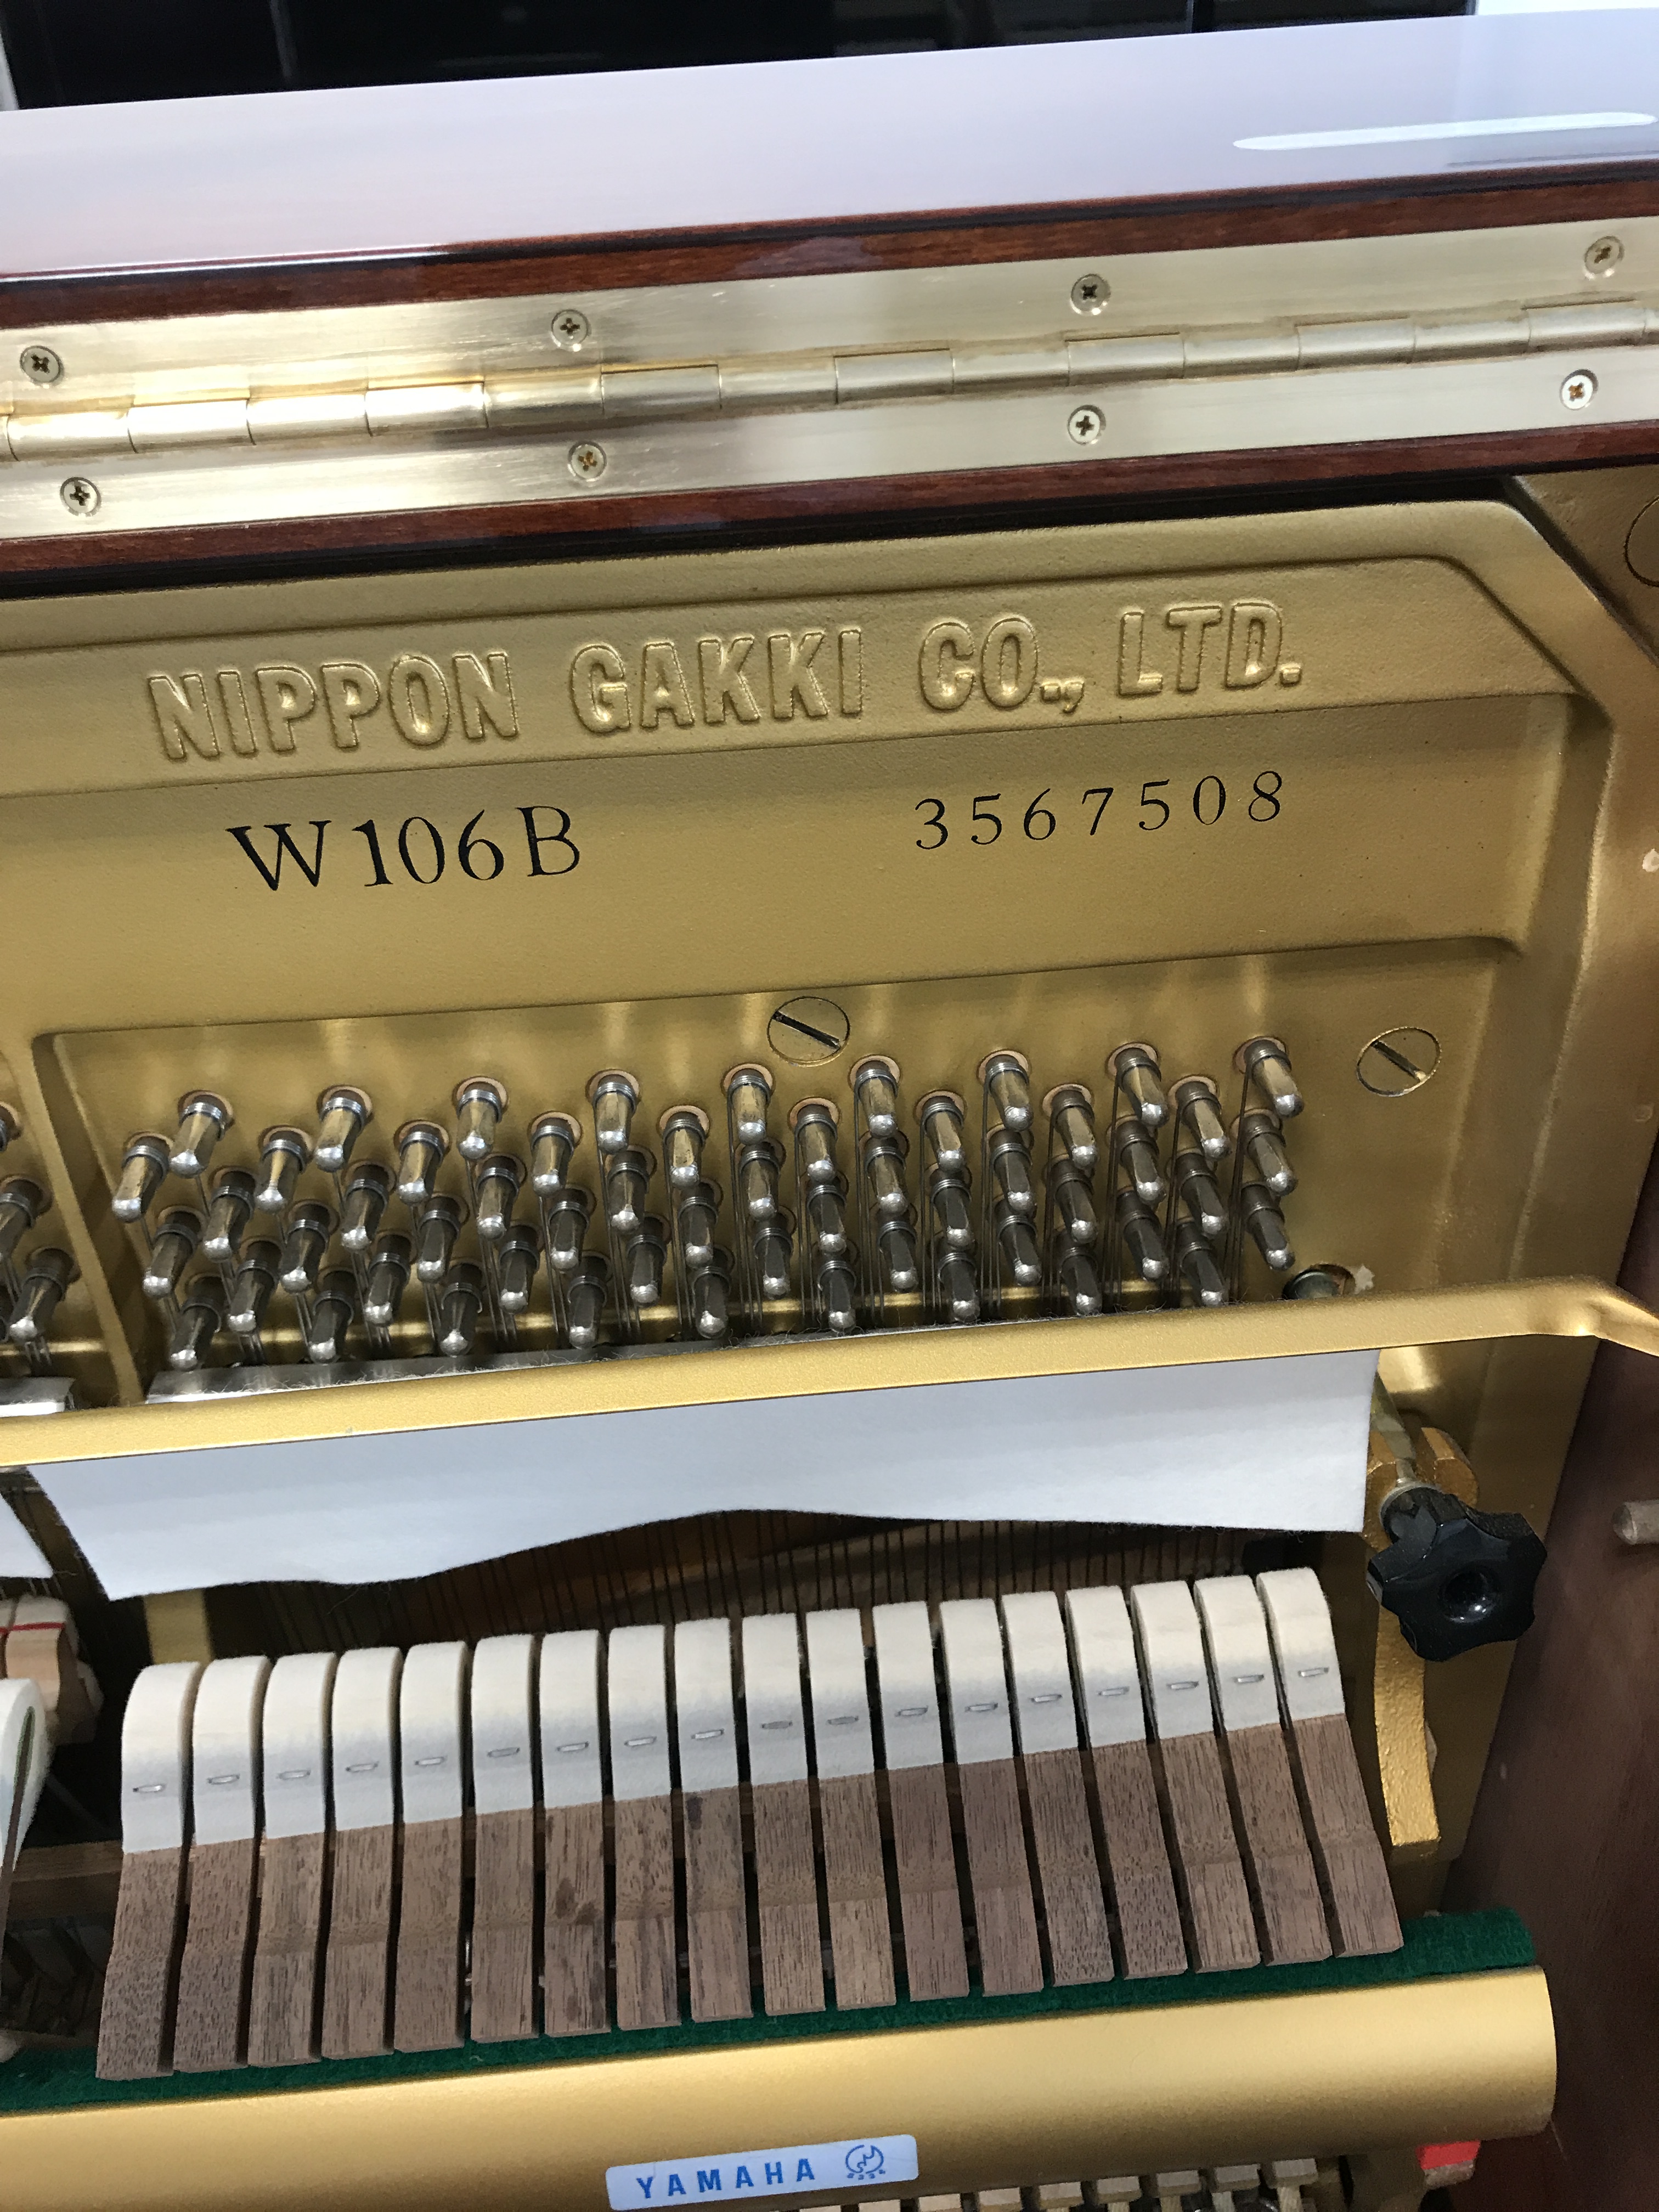 NIPPON GAKKI CO., LTD.
W106B 3567508
YAMAHA